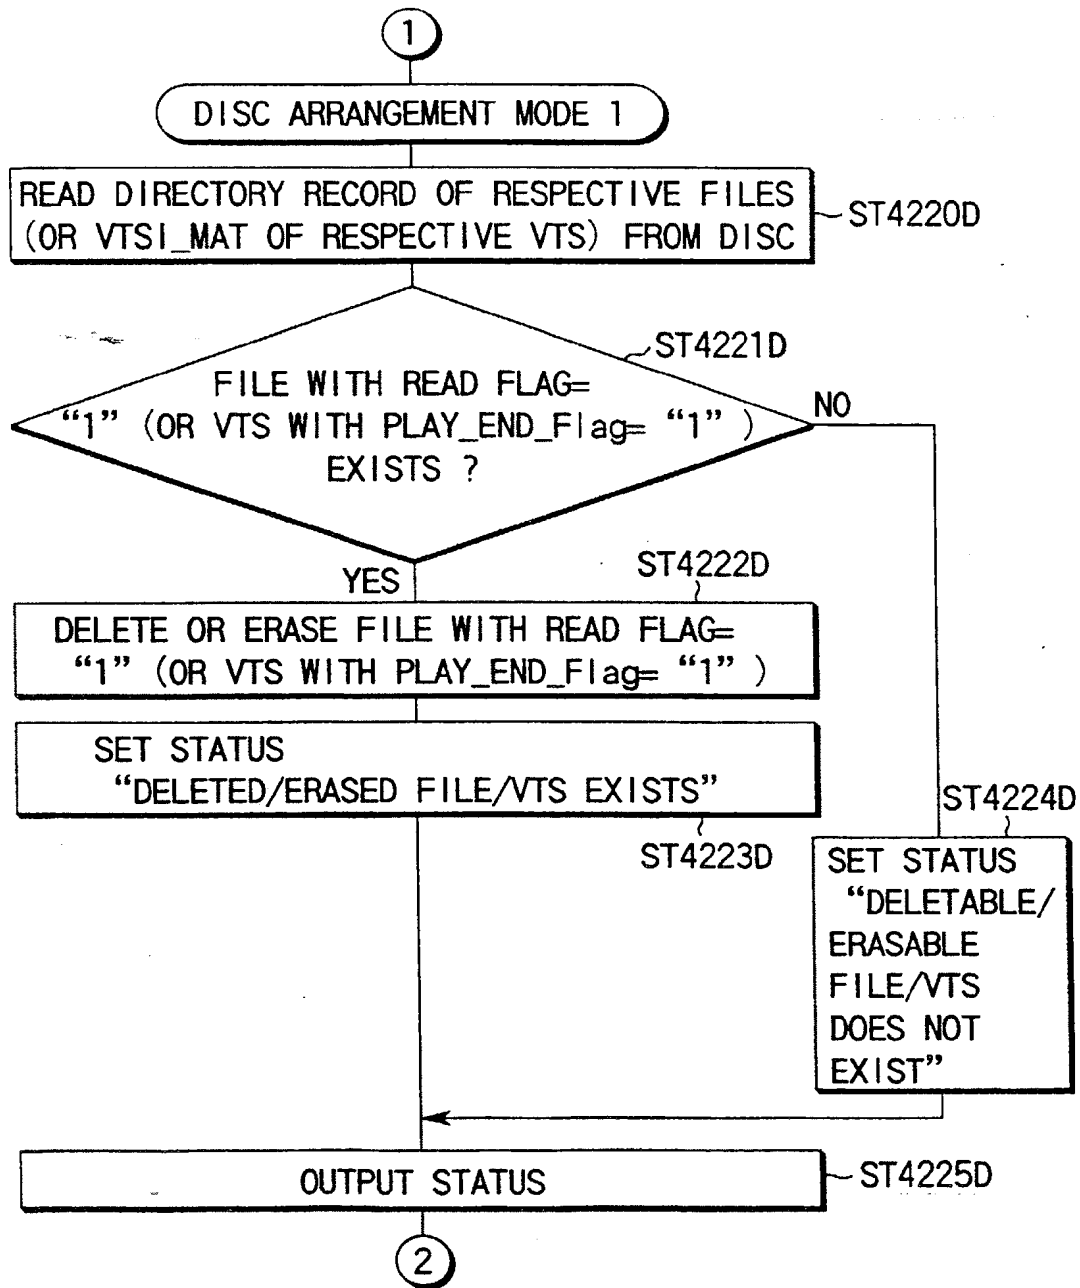 1
DISC ARRANGEMENT MODE 1
READ DIRECTORY RECORD OF RESPECTIVE FILES
(OR VTSI_MAT OF RESPECTIVE VTS) FROM DISC
ST4220D
ST4221D
FILE WITH READ FLAG=
“1” (OR VTS WITH PLAY_END_Flag= “1” )
EXISTS ?
NO
YES
ST4222D
DELETE OR ERASE FILE WITH READ FLAG=
“1” (OR VTS WITH PLAY_END_Flag= “1” )
SET STATUS
“DELETED/ERASED FILE/VTS EXISTS”
ST4223D
ST4224D
SET STATUS
“DELETABLE/
ERASABLE
FILE/VTS
DOES NOT
EXIST”
OUTPUT STATUS
ST4225D
2